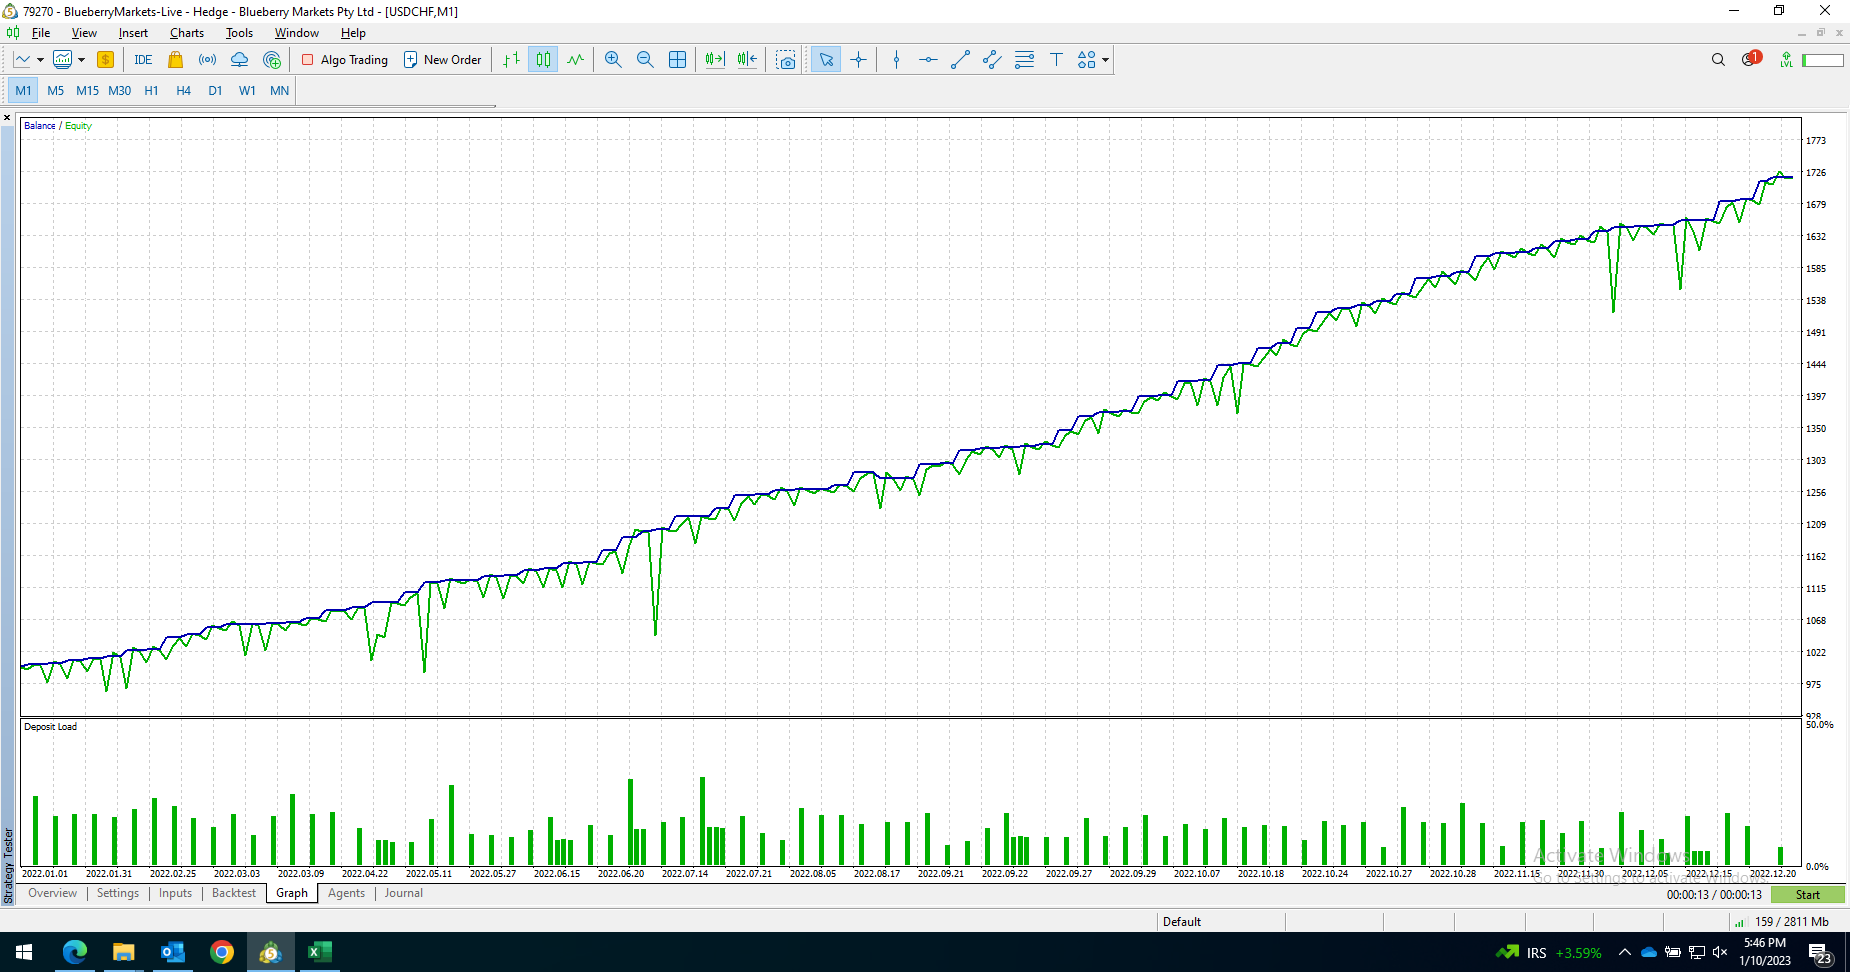 79270 - BlueberryMarkets-Live - Hedge - Blueberry Markets Pty Ltd - [USDCHF,M1]
File View Insert Charts Tools Window Help
$ IDE Algo Trading New Order T 1 LVL
M1 M5 M15 M30 H1 H4 D1 W1 MN
Balance / Equity
1773
1726
1679
1632
1585
1538
1491
1444
1397
1350
1303
1256
1209
1162
1115
1068
1022
975
928
Deposit Load
50.0%
0.0%
Activate Windows
2022.01.01 2022.01.31 2022.02.25 2022.03.03 2022.03.09 2022.04.22 2022.05.11 2022.05.27 2022.06.15 2022.06.20 2022.07.14 2022.07.21 2022.08.05 2022.08.17 2022.09.21 2022.09.22 2022.09.27 2022.09.29 2022.10.07 2022.10.18 2022.10.24 2022.10.27 2022.10.28 2022.11.15 2022.11.30 2022.12.05 2022.12.15 2022.12.20
Go to Settings to activate Windows.
Strategy Tester
Overview Settings Inputs Backtest Graph Agents Journal
00:00:13 / 00:00:13 Start
Default 159 / 2811 Mb
IRS +3.59% 5:46 PM
1/10/2023 23